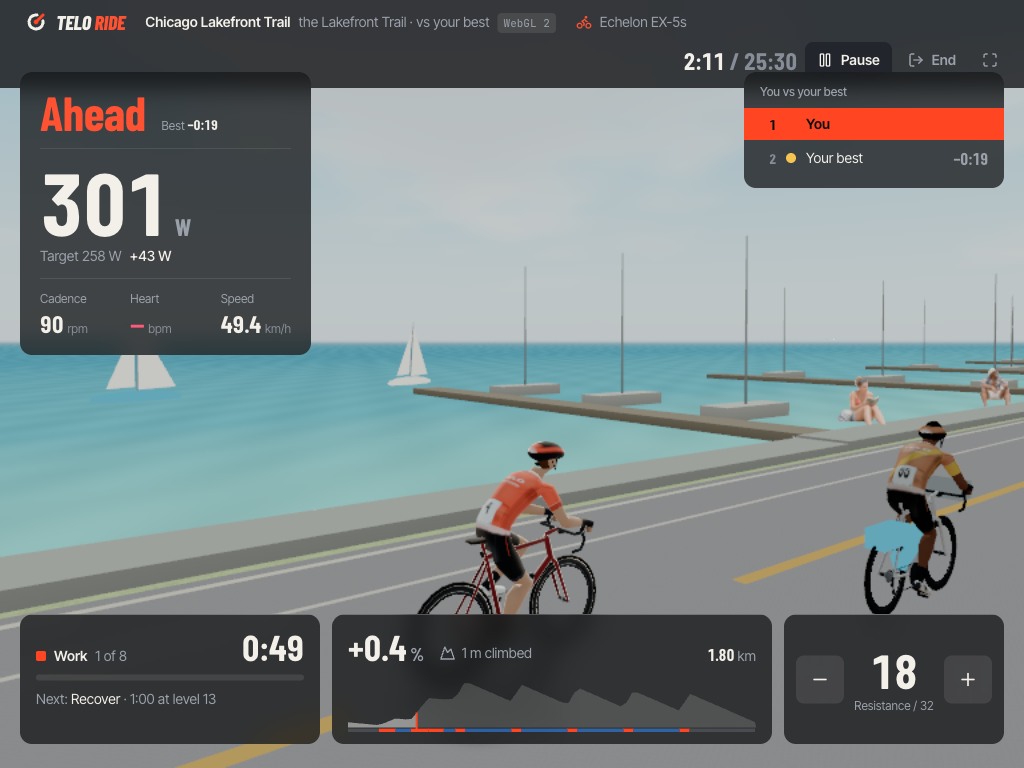 TELO RIDE Chicago Lakefront Trail the Lakefront Trail · vs your best WebGL 2 Echelon EX-5s
2:11 / 25:30 Pause End
Ahead Best −0:19
301 W
Target 258 W +43 W
Cadence Heart Speed
90 rpm – bpm 49.4 km/h
You vs your best
1 You
2 Your best −0:19
Work 1 of 8 0:49
Next: Recover · 1:00 at level 13
+0.4 % 1 m climbed 1.80 km
− 18 +
Resistance / 32